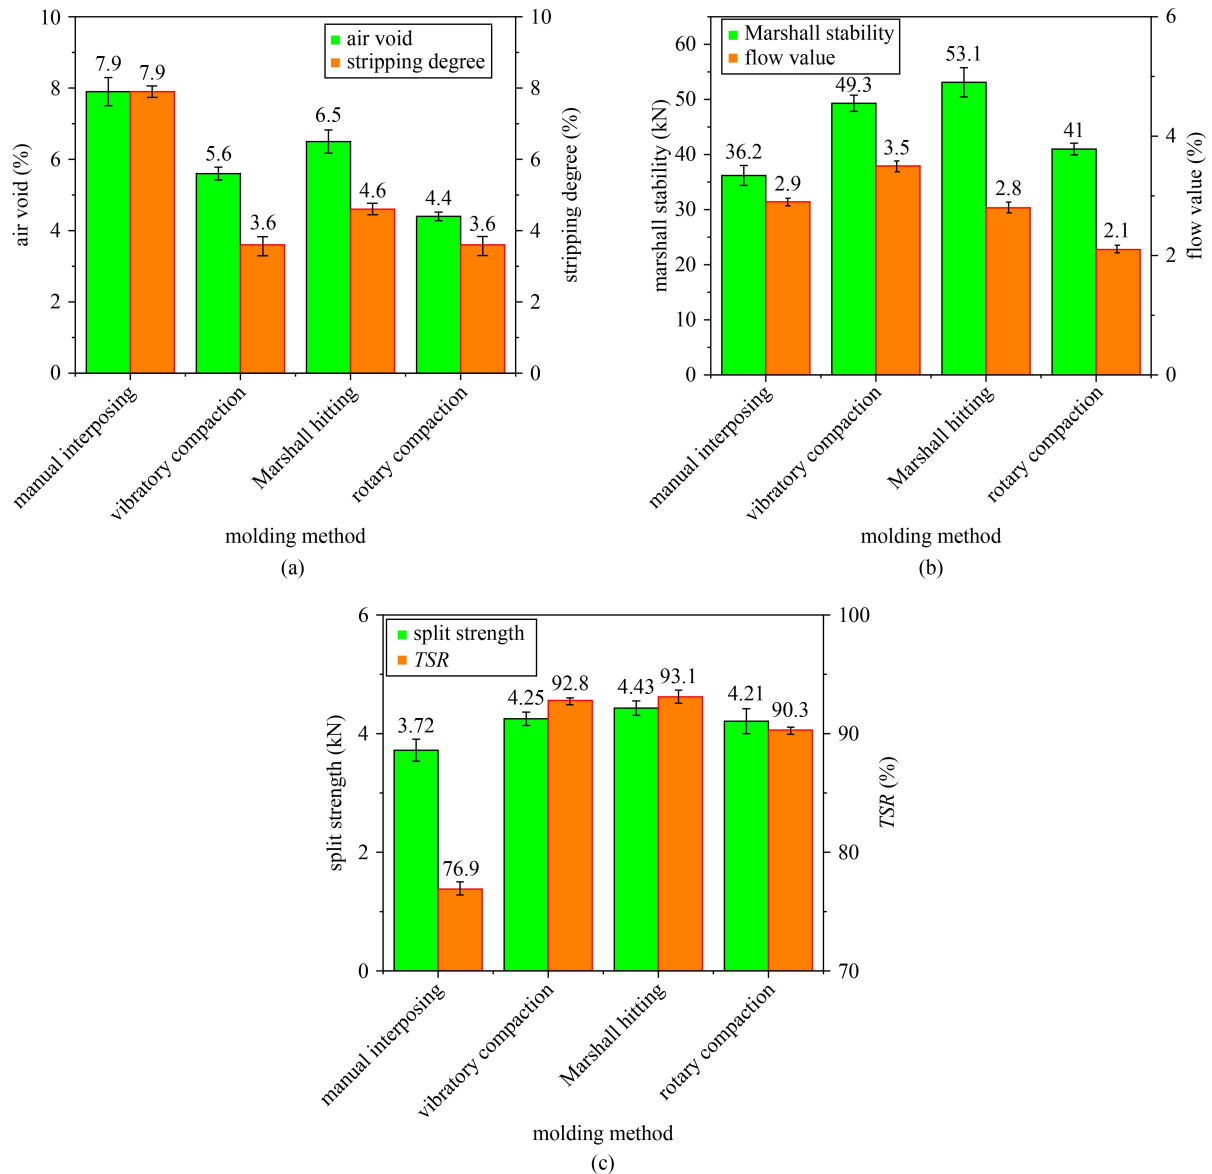 air void
stripping degree
air void (%)
10
8
6
4
2
0
7.9
7.9
5.6
3.6
6.5
4.6
4.4
3.6
10
8
6
4
2
0
stripping degree (%)
manual interposing
vibratory compaction
Marshall hitting
rotary compaction
molding method
(a)
Marshall stability
flow value
marshall stability (kN)
60
50
40
30
20
10
0
36.2
2.9
49.3
3.5
53.1
2.8
41
2.1
6
4
2
0
flow value (%)
manual interposing
vibratory compaction
Marshall hitting
rotary compaction
molding method
(b)
split strength
TSR
split strength (kN)
6
4
2
0
3.72
76.9
4.25
92.8
4.43
93.1
4.21
90.3
100
90
80
70
TSR (%)
manual interposing
vibratory compaction
Marshall hitting
rotary compaction
molding method
(c)